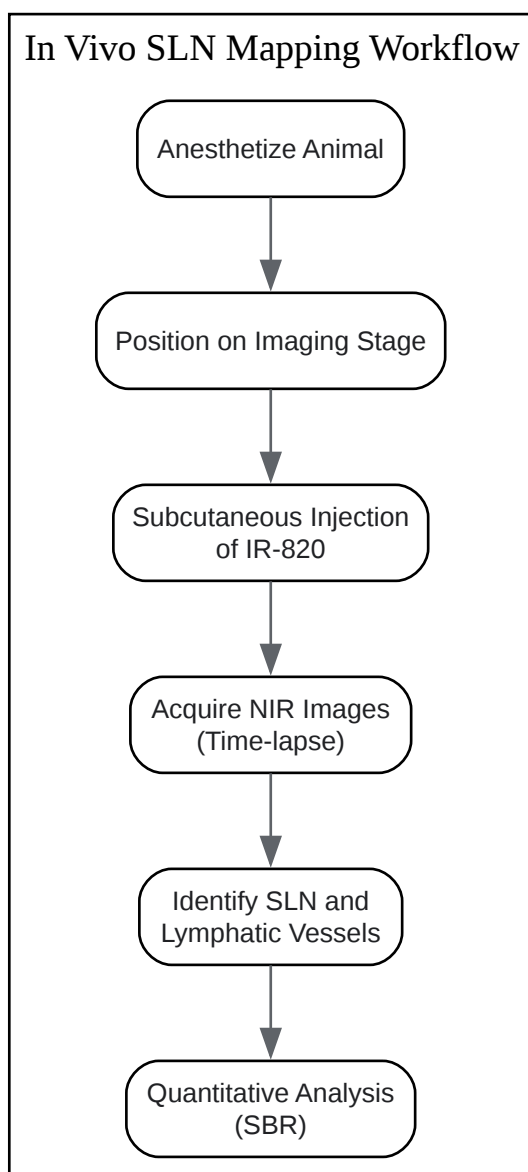 In Vivo SLN Mapping Workflow
Anesthetize Animal
Position on Imaging Stage
Subcutaneous Injection
of IR-820
Acquire NIR Images
(Time-lapse)
Identify SLN and
Lymphatic Vessels
Quantitative Analysis
(SBR)